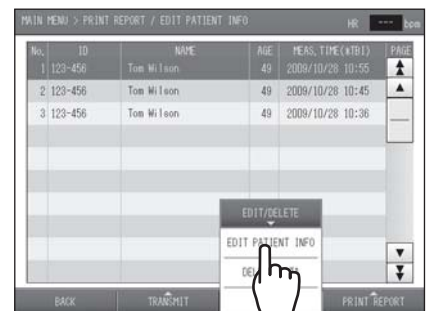 MAIN MENU > PRINT REPORT / EDIT PATIENT INFO HR --- bpm
No. ID NAME AGE MEAS. TIME(*TBI) PAGE
1 123-456 Tom Wilson 49 2009/10/28 10:55
2 123-456 Tom Wilson 49 2009/10/28 10:45
3 123-456 Tom Wilson 49 2009/10/28 10:36
EDIT/DELETE
EDIT PATIENT INFO
BACK TRANSMIT PRINT REPORT